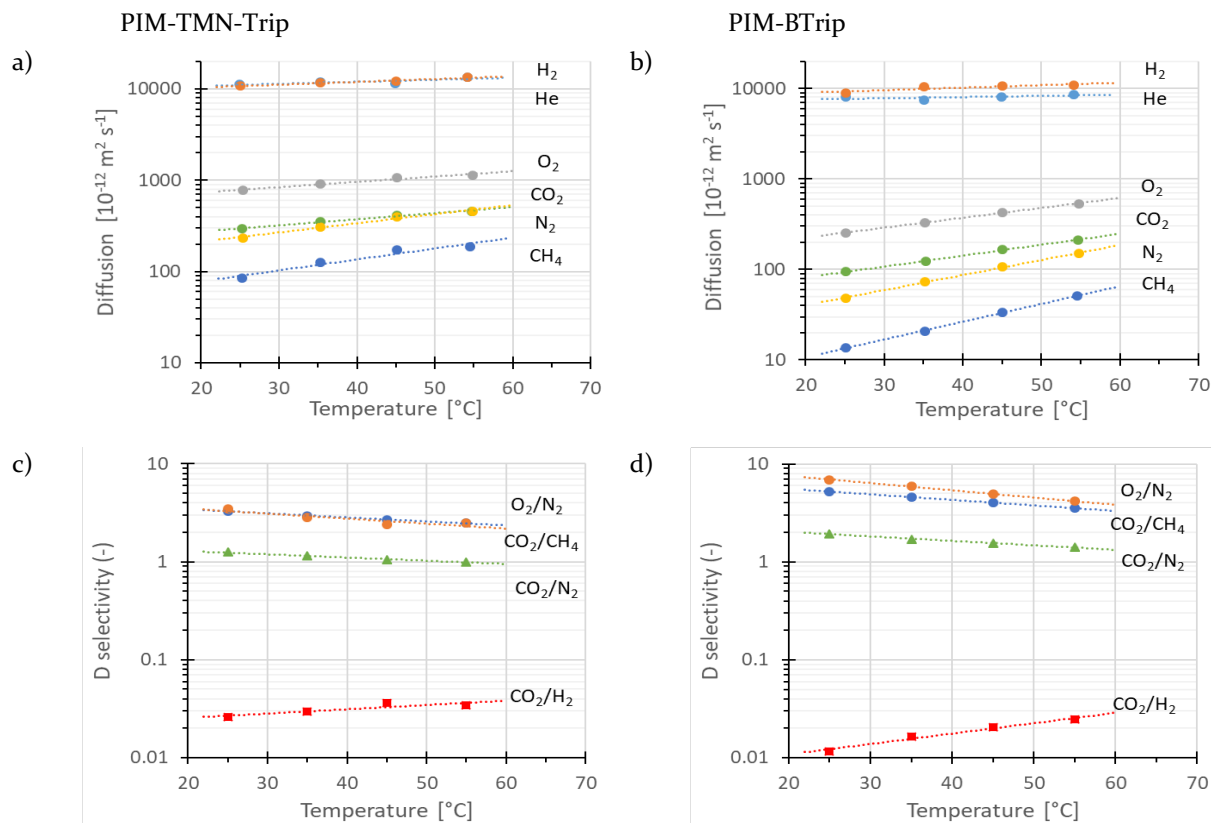 PIM-TMN-Trip
PIM-BTrip
a)
Diffusion [10⁻¹² m² s⁻¹]
10000
1000
100
10
20 30 40 50 60 70
Temperature [°C]
H₂
He
O₂
CO₂
N₂
CH₄
b)
Diffusion [10⁻¹² m² s⁻¹]
10000
1000
100
10
20 30 40 50 60 70
Temperature [°C]
H₂
He
O₂
CO₂
N₂
CH₄
c)
D selectivity (-)
10
1
0.1
0.01
20 30 40 50 60 70
Temperature [°C]
O₂/N₂
CO₂/CH₄
CO₂/N₂
CO₂/H₂
d)
D selectivity (-)
10
1
0.1
0.01
20 30 40 50 60 70
Temperature [°C]
O₂/N₂
CO₂/CH₄
CO₂/N₂
CO₂/H₂